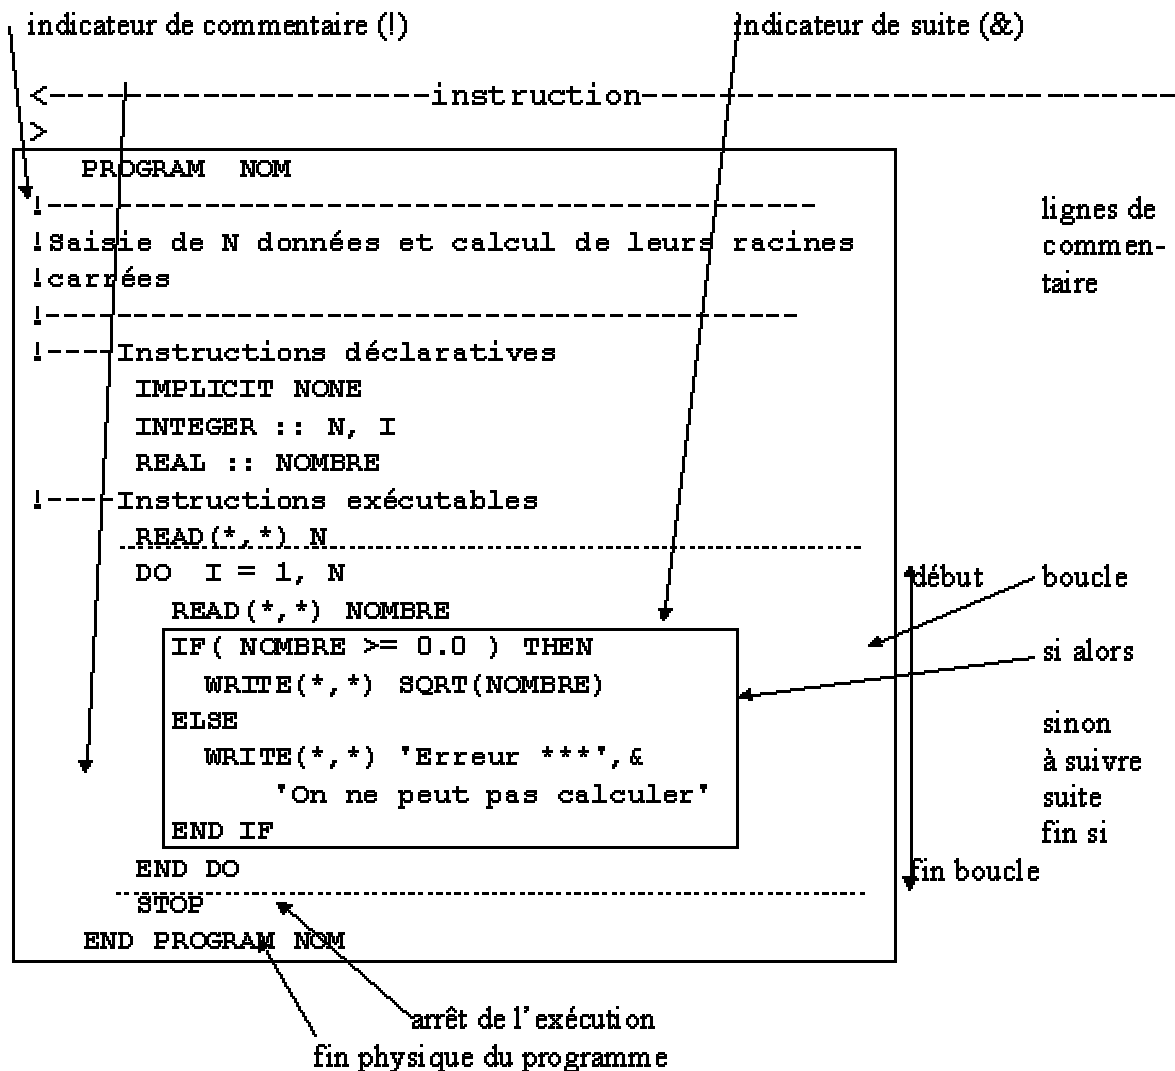 indicateur de commentaire (!)
indicateur de suite (&)
<---------------------instruction------------------------------
>
PROGRAM NOM
!-------------------------------------------
!Saisie de N données et calcul de leurs racines
!carrées
!------------------------------------------
!----Instructions déclaratives
IMPLICIT NONE
INTEGER :: N, I
REAL :: NOMBRE
!----Instructions exécutables
READ(*,*) N
DO I = 1, N
READ(*,*) NOMBRE
IF( NOMBRE >= 0.0 ) THEN
WRITE(*,*) SQRT(NOMBRE)
ELSE
WRITE(*,*) 'Erreur ***',&
'On ne peut pas calculer'
END IF
END DO
STOP
END PROGRAM NOM
lignes de
commen-
taire
début
boucle
si alors
sinon
à suivre
suite
fin si
fin boucle
arrêt de l'exécution
fin physique du programme